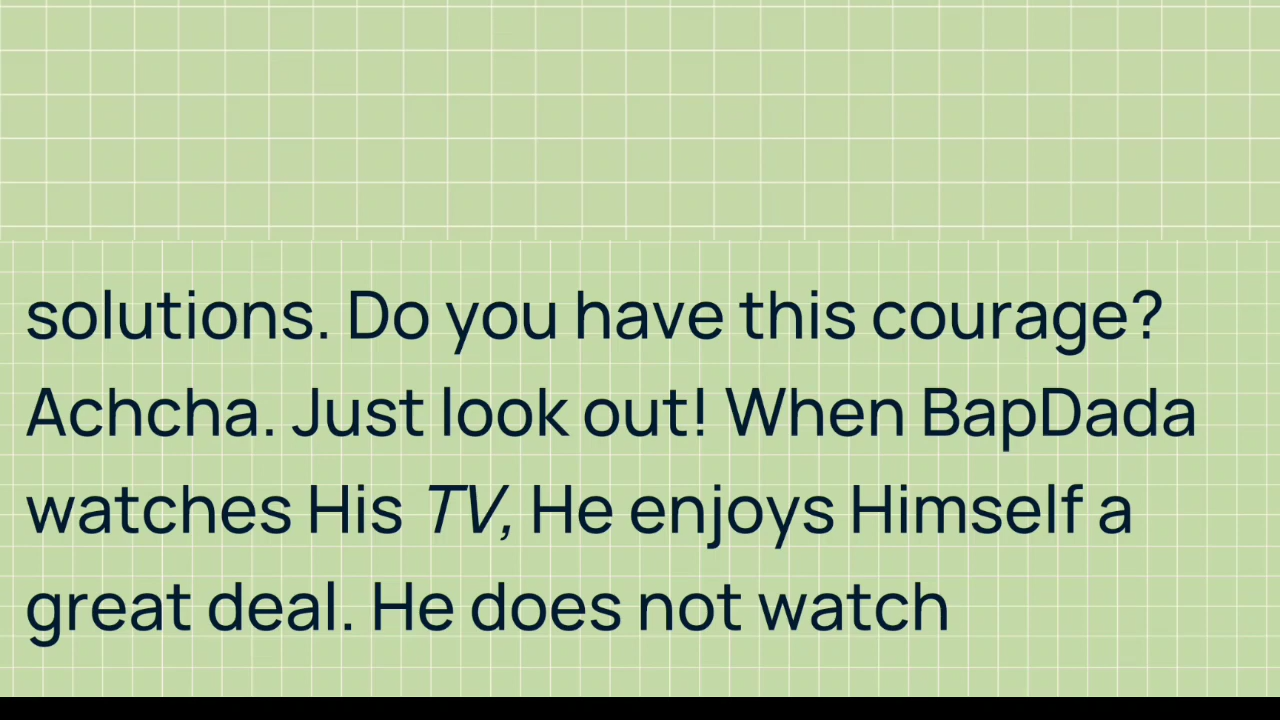 solutions. Do you have this courage?
Achcha. Just look out! When BapDada
watches His TV, He enjoys Himself a
great deal. He does not watch